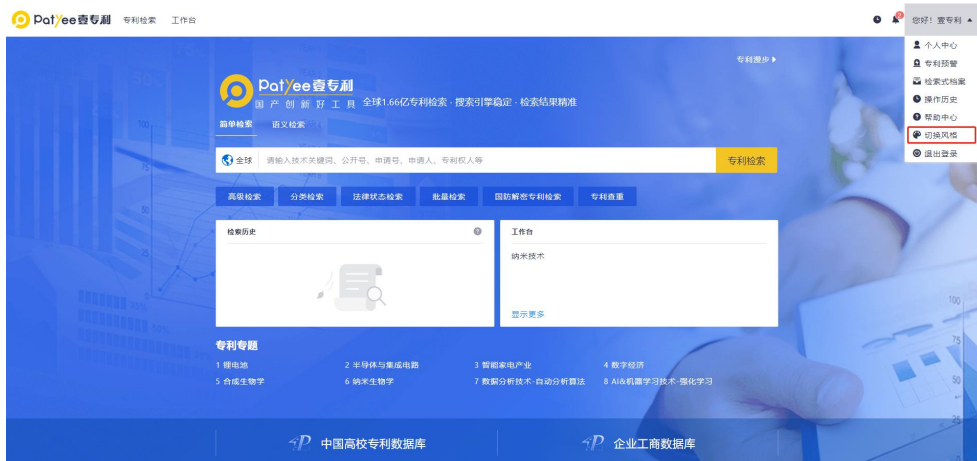 Patyee壹专利 专利检索 工作台
2 您好！壹专利
个人中心
专利预警
检索式档案
操作历史
帮助中心
切换风格
退出登录
专利漫步
Patyee壹专利
国产创新好工具 全球1.66亿专利检索 - 搜索引擎稳定 - 检索结果精准
简单检索 语义检索
全球 请输入技术关键词、公开号、申请号、申请人、专利权人等 专利检索
高级检索 分类检索 法律状态检索 批量检索 国防解密专利检索 专利查重
检索历史
工作台
纳米技术
显示更多
专利专题
1 锂电池 2 半导体与集成电路 3 智能家电产业 4 数字经济
5 合成生物学 6 纳米生物学 7 数据分析技术-自动分析算法 8 AI&机器学习技术-强化学习
中国高校专利数据库 企业工商数据库